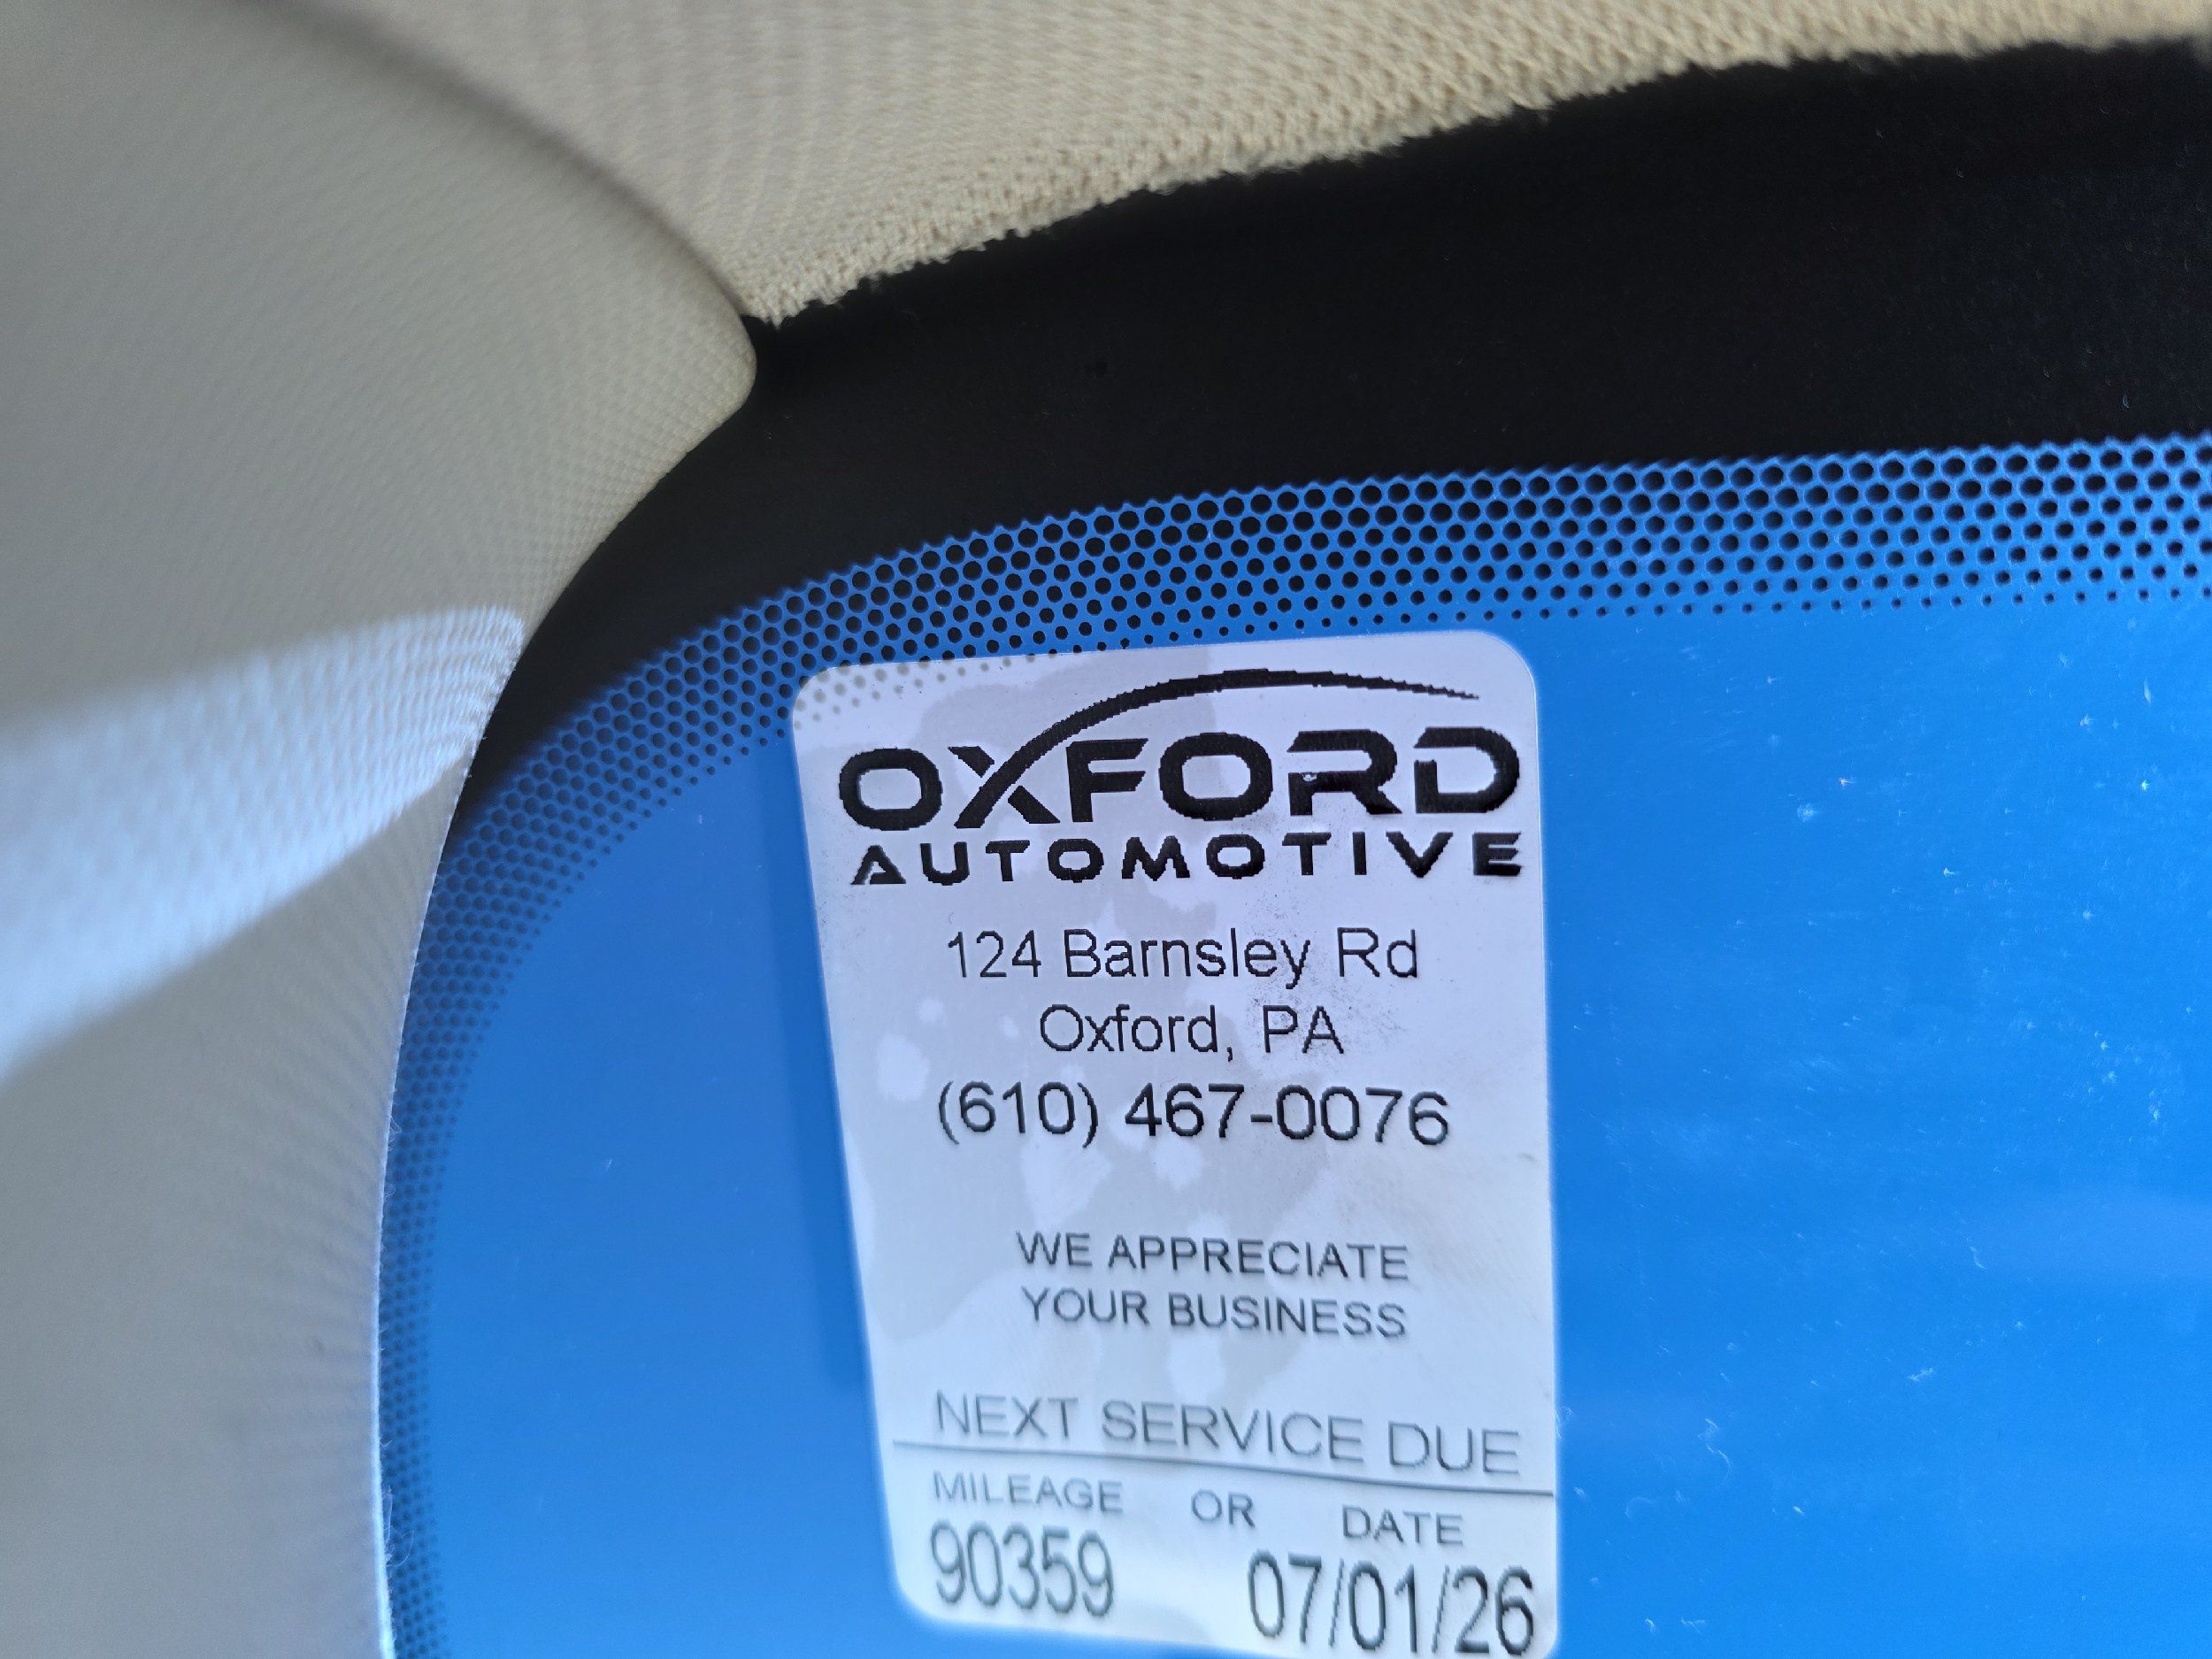 OXFORD
AUTOMOTIVE
124 Barnsley Rd
Oxford, PA
(610) 467-0076
WE APPRECIATE
YOUR BUSINESS
NEXT SERVICE DUE
MILEAGE OR DATE
90359 07/01/26